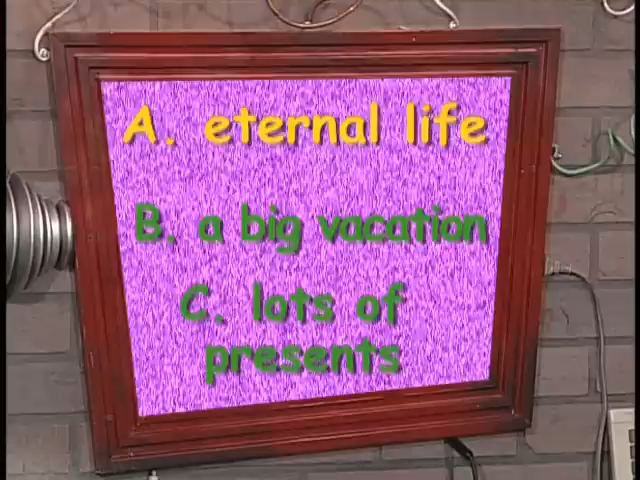 A. eternal life
B. a big vacation
C. lots of
presents